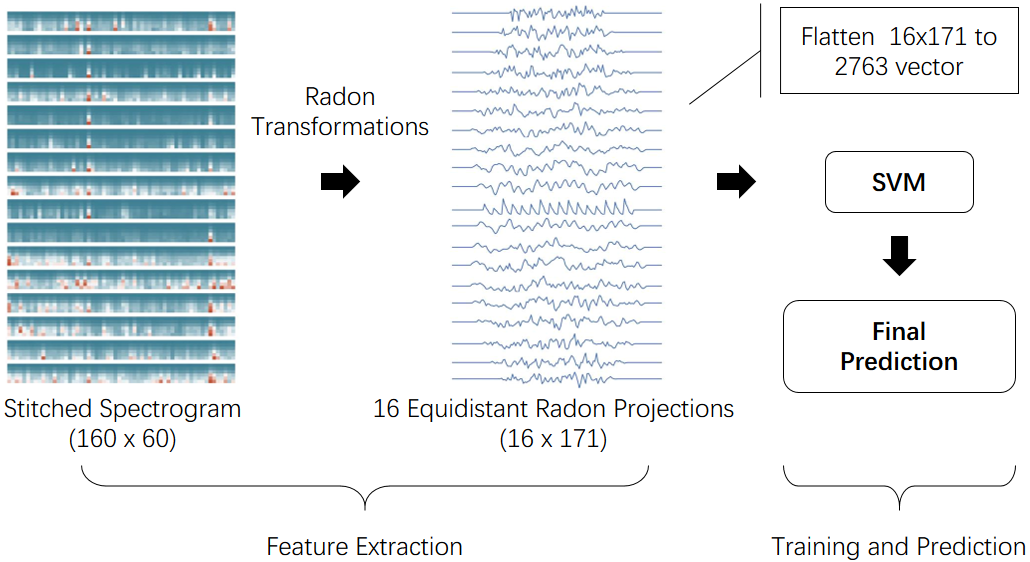 Radon
Transformations
Flatten 16x171 to
2763 vector
SVM
Final
Prediction
Stitched Spectrogram
(160 x 60)
16 Equidistant Radon Projections
(16 x 171)
Feature Extraction
Training and Prediction